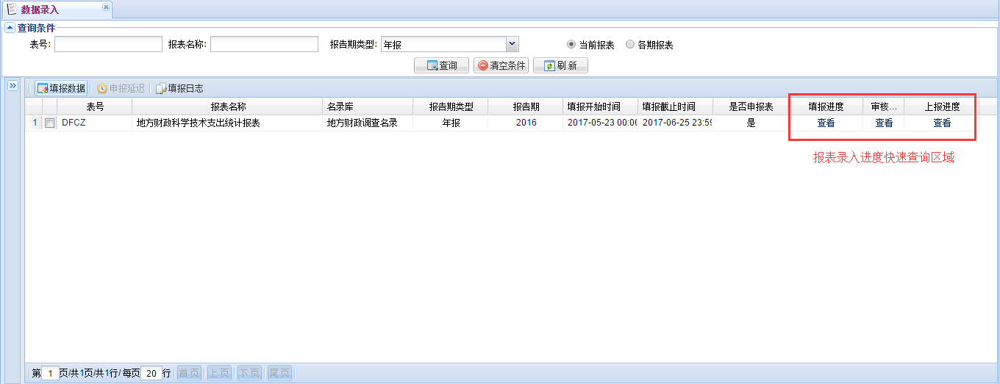 数据录入
查询条件
表号: 报表名称: 报告期类型: 年报 当前报表 各期报表
查询 清空条件 刷 新
填报数据 申报延迟 填报日志
表号 报表名称 名录库 报告期类型 报告期 填报开始时间 填报截止时间 是否申报表 填报进度 审核... 上报进度
1 DFCZ 地方财政科学技术支出统计报表 地方财政调查名录 年报 2016 2017-05-23 00:00 2017-06-25 23:59 是 查看 查看 查看
报表录入进度快速查询区域
第 1 页/共1页/共1行/ 每页 20 行 首页 上页 下页 尾页